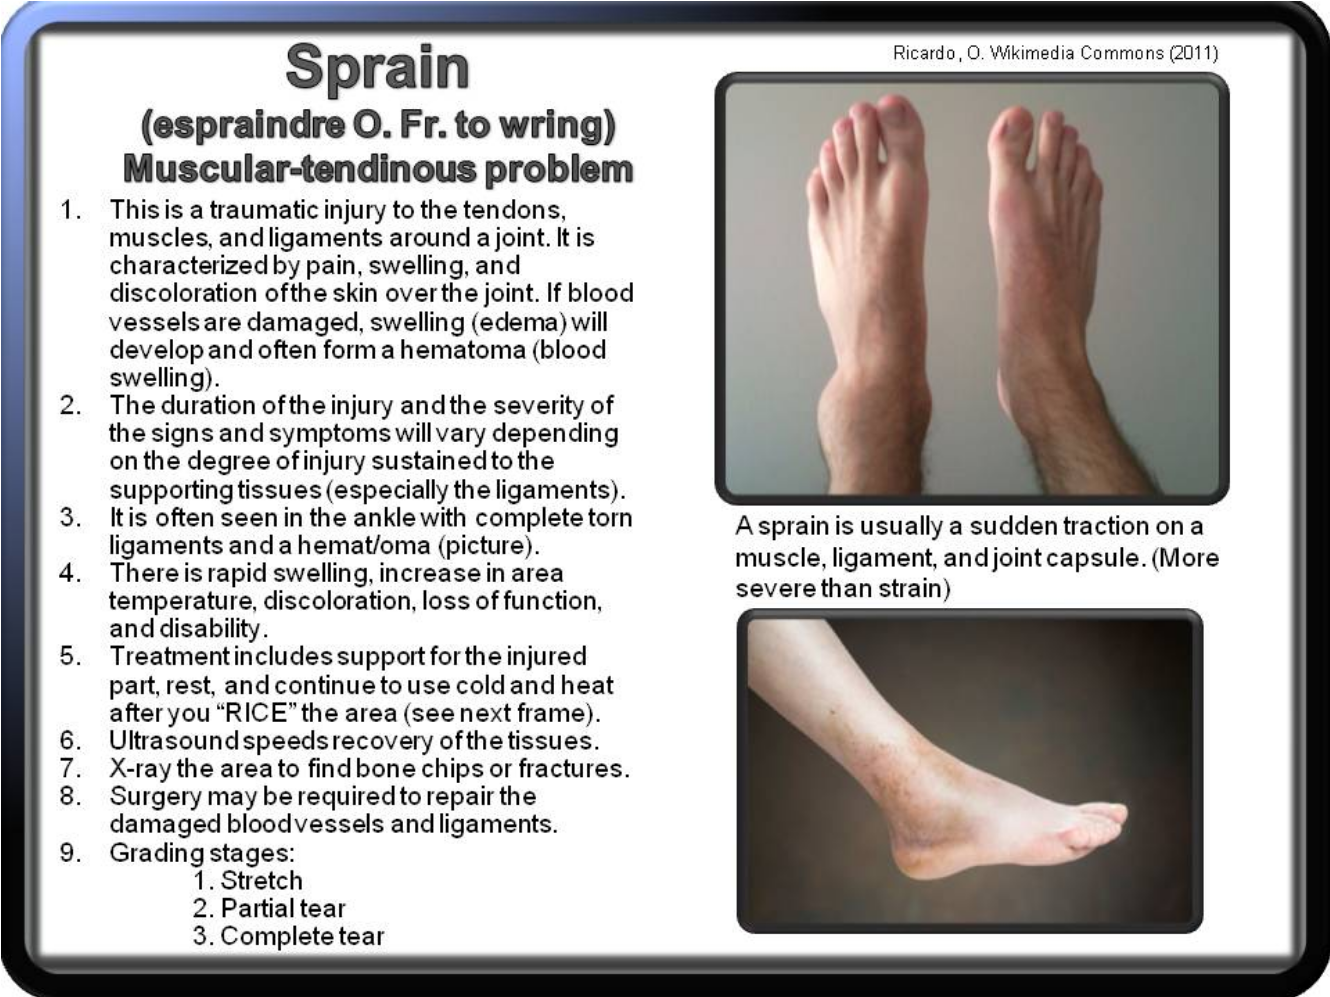 Sprain
(espraindre O. Fr. to wring)
Muscular-tendinous problem
1. This is a traumatic injury to the tendons,
muscles, and ligaments around a joint. It is
characterized by pain, swelling, and
discoloration of the skin over the joint. If blood
vessels are damaged, swelling (edema) will
develop and often form a hematoma (blood
swelling).
2. The duration of the injury and the severity of
the signs and symptoms will vary depending
on the degree of injury sustained to the
supporting tissues (especially the ligaments).
3. It is often seen in the ankle with complete torn
ligaments and a hemat/oma (picture).
4. There is rapid swelling, increase in area
temperature, discoloration, loss of function,
and disability.
5. Treatment includes support for the injured
part, rest, and continue to use cold and heat
after you “RICE” the area (see next frame).
6. Ultrasound speeds recovery of the tissues.
7. X-ray the area to find bone chips or fractures.
8. Surgery may be required to repair the
damaged blood vessels and ligaments.
9. Grading stages:
1. Stretch
2. Partial tear
3. Complete tear
Ricardo, O. Wikimedia Commons (2011)
A sprain is usually a sudden traction on a
muscle, ligament, and joint capsule. (More
severe than strain)